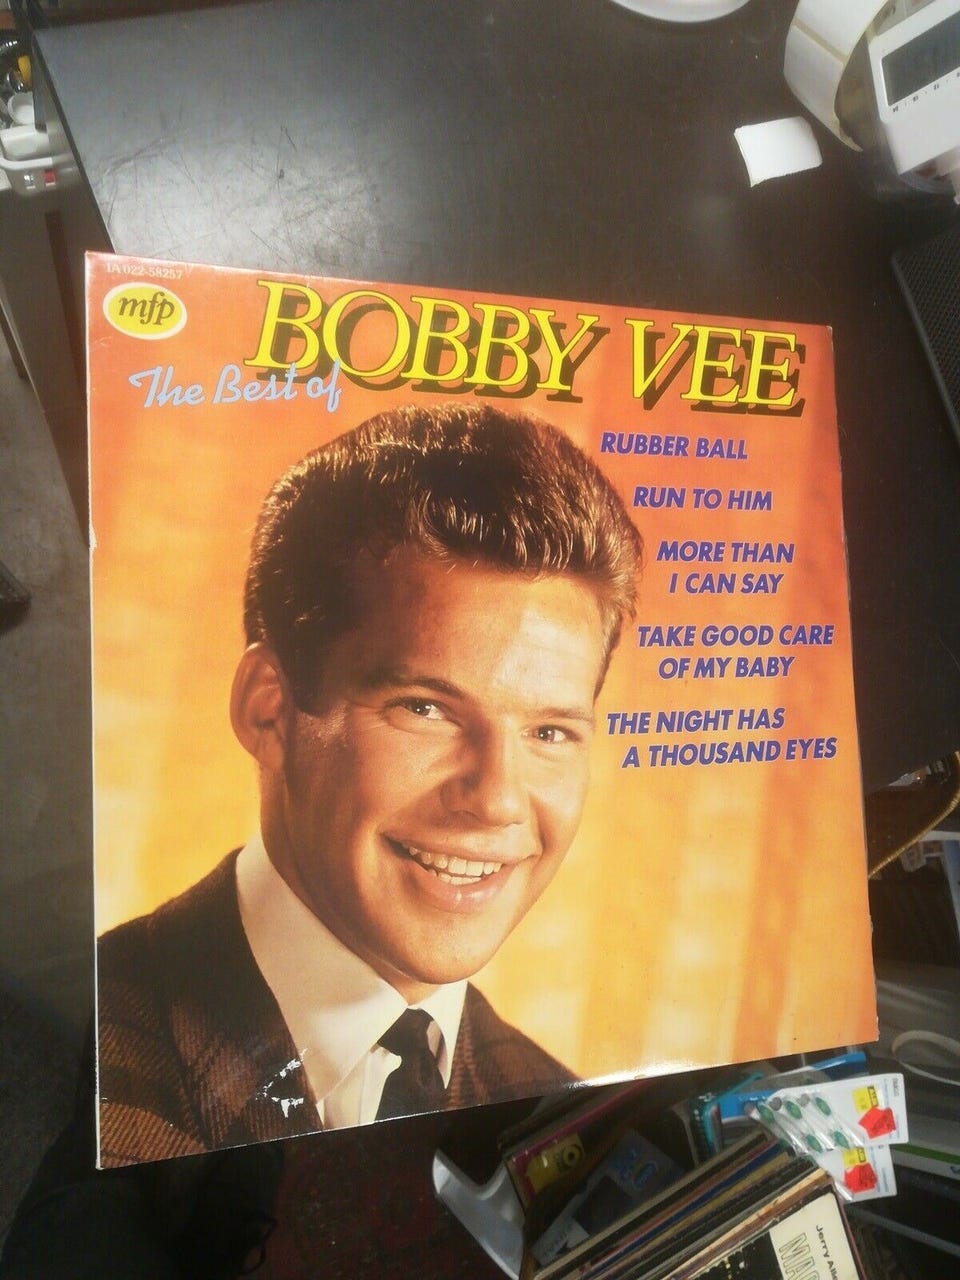 1A 022-58257
mfp
BOBBY VEE
The Best of
RUBBER BALL
RUN TO HIM
MORE THAN
I CAN SAY
TAKE GOOD CARE
OF MY BABY
THE NIGHT HAS
A THOUSAND EYES